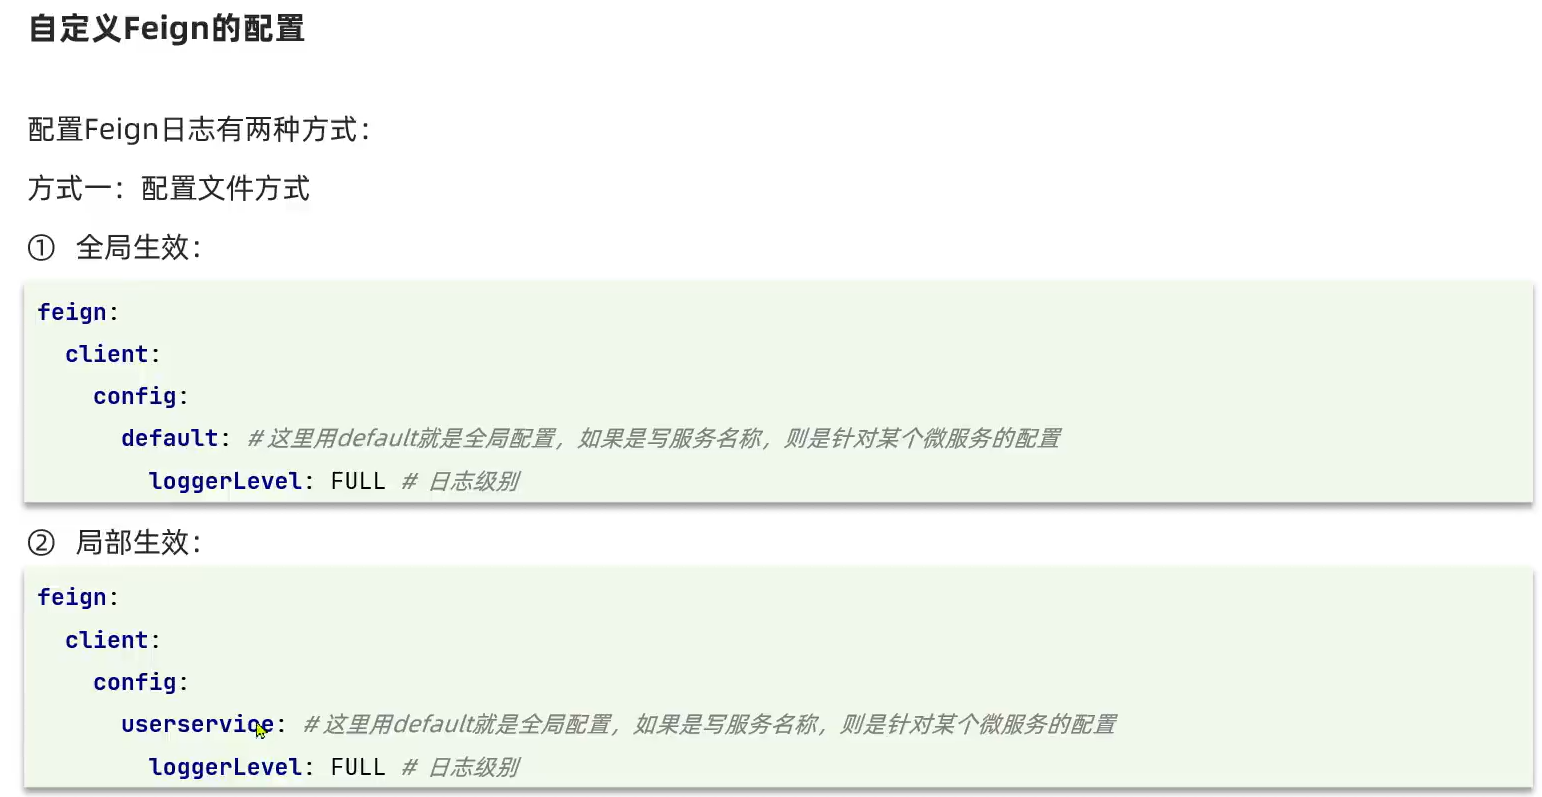 自定义Feign的配置
配置Feign日志有两种方式：
方式一：配置文件方式
① 全局生效：
feign:
  client:
    config:
      default: # 这里用default就是全局配置，如果是写服务名称，则是针对某个微服务的配置
        loggerLevel: FULL # 日志级别
② 局部生效：
feign:
  client:
    config:
      userservice: # 这里用default就是全局配置，如果是写服务名称，则是针对某个微服务的配置
        loggerLevel: FULL # 日志级别